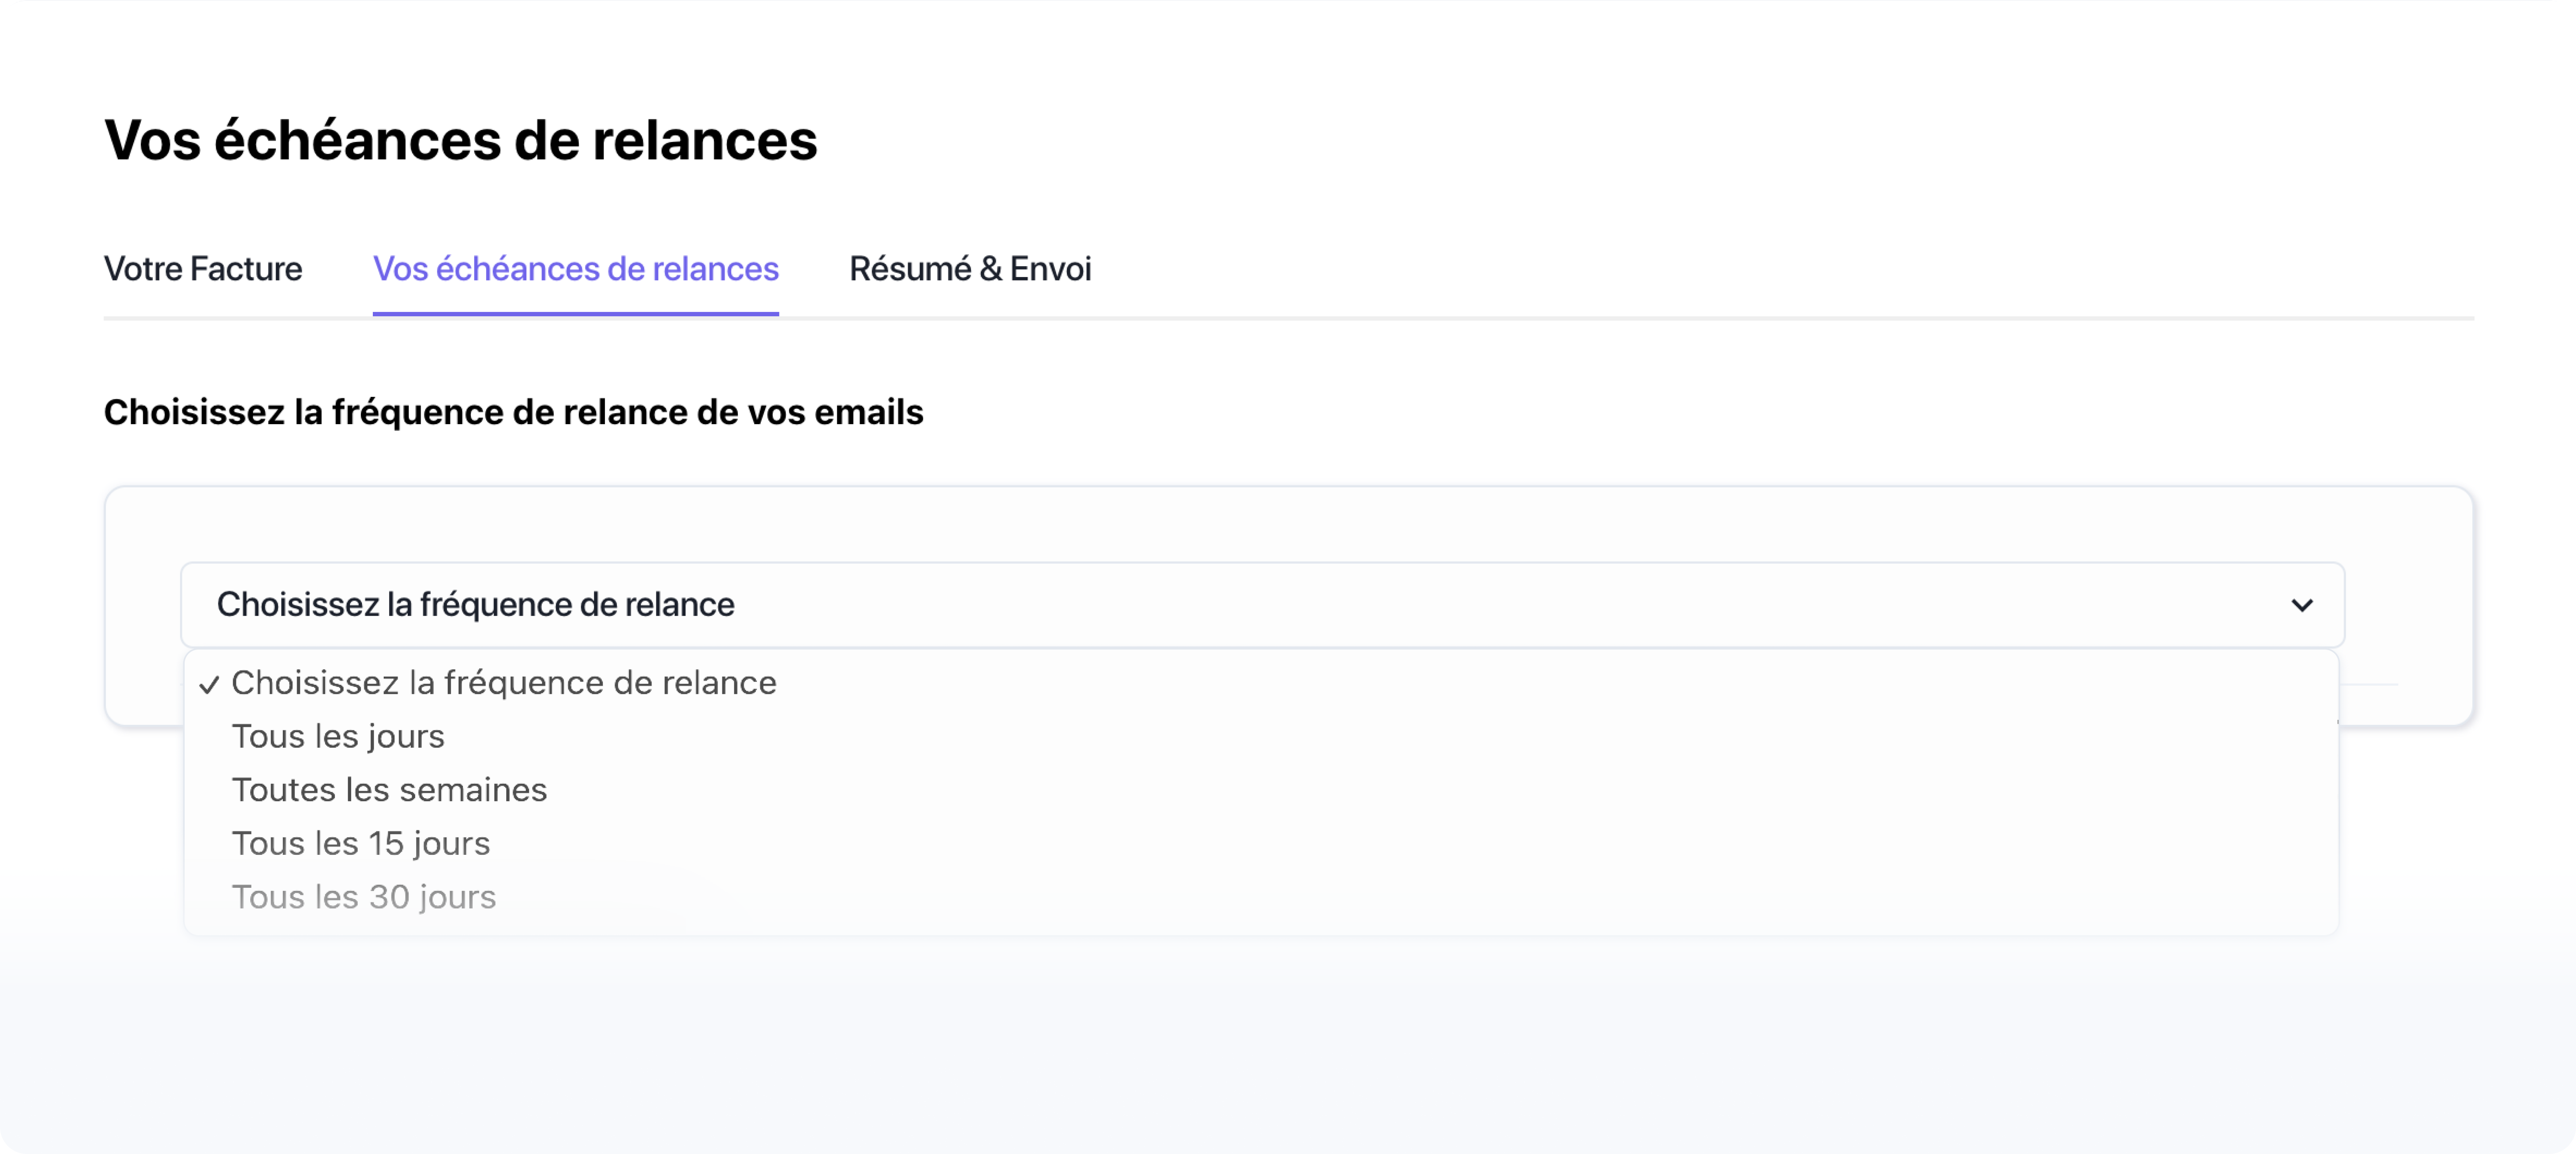 Vos échéances de relances
Votre Facture
Vos échéances de relances
Résumé & Envoi
Choisissez la fréquence de relance de vos emails
Choisissez la fréquence de relance
✓ Choisissez la fréquence de relance
Tous les jours
Toutes les semaines
Tous les 15 jours
Tous les 30 jours